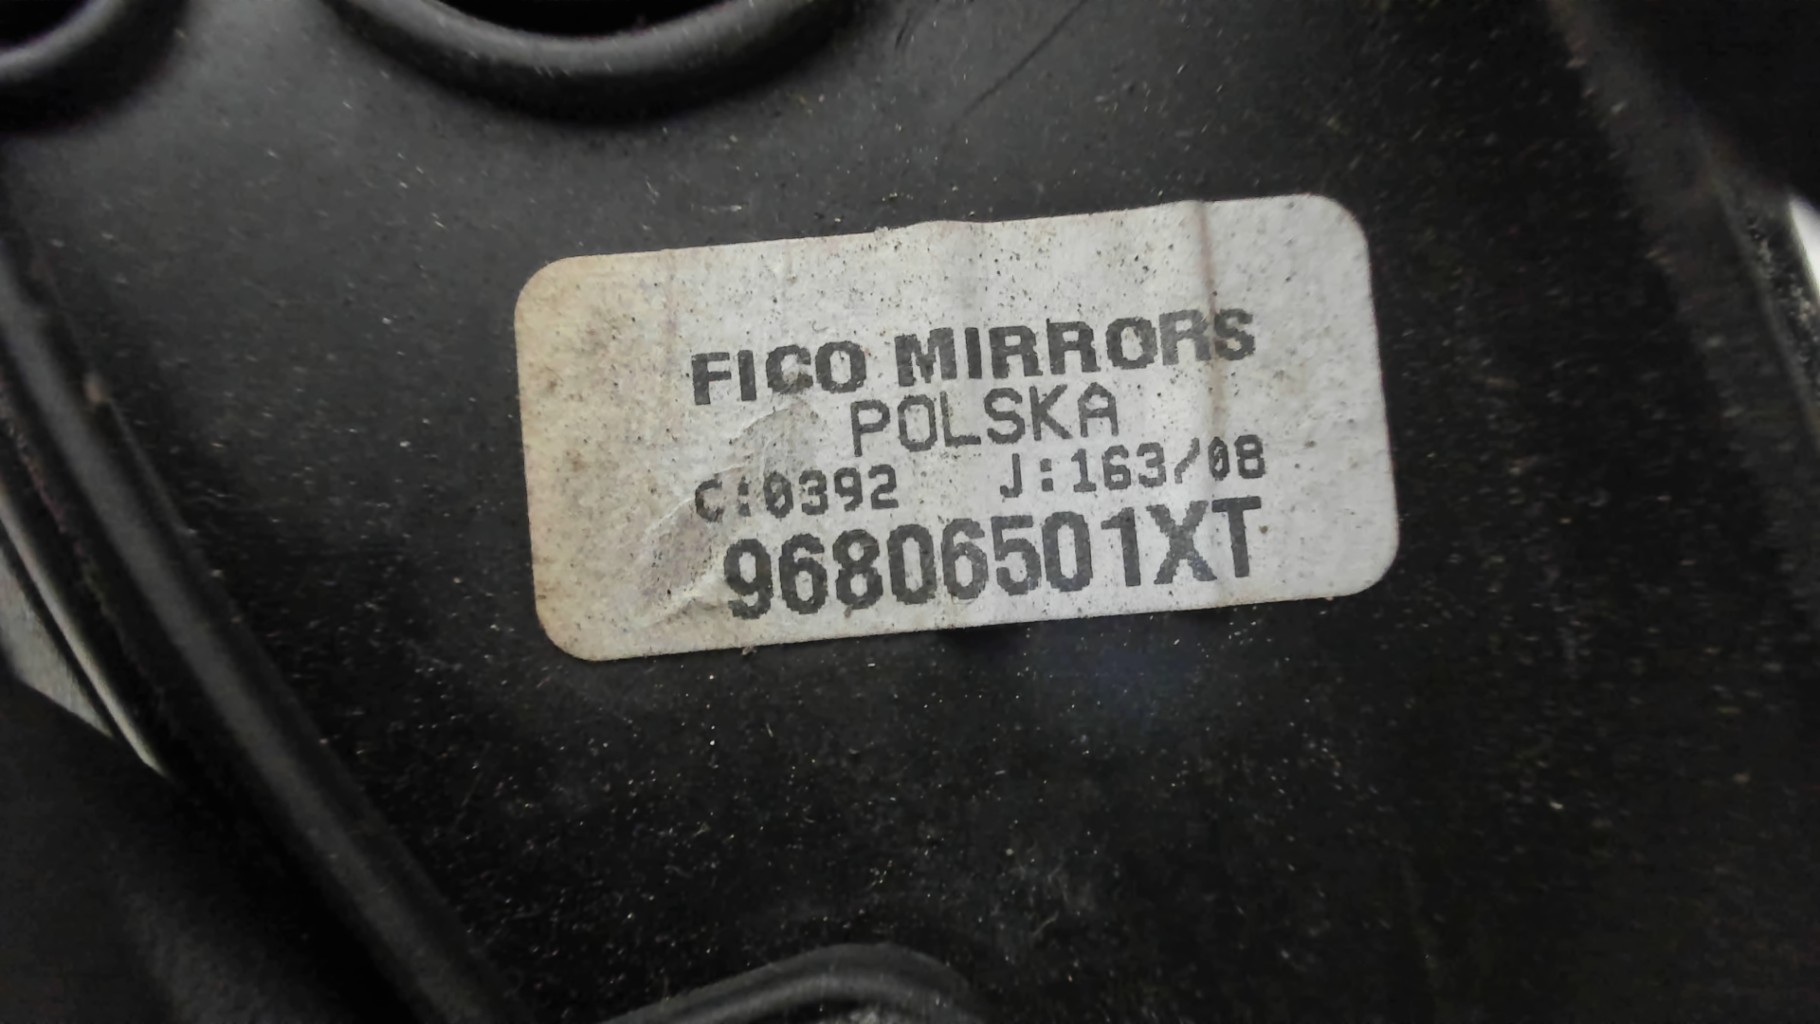 FICO MIRRORS
POLSKA
C:0392 J:163/08
96806501XT